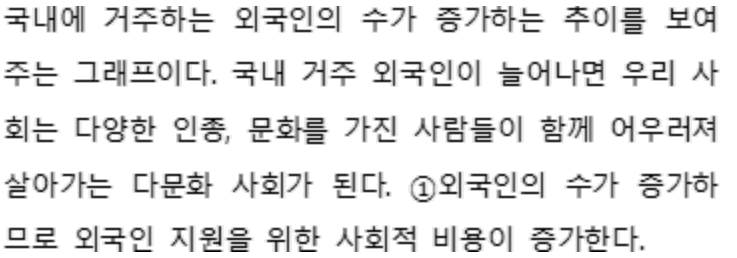 국내에 거주하는 외국인의 수가 증가하는 추이를 보여
주는 그래프이다. 국내 거주 외국인이 늘어나면 우리 사
회는 다양한 인종, 문화를 가진 사람들이 함께 어우러져
살아가는 다문화 사회가 된다. ①외국인의 수가 증가하
므로 외국인 지원을 위한 사회적 비용이 증가한다.